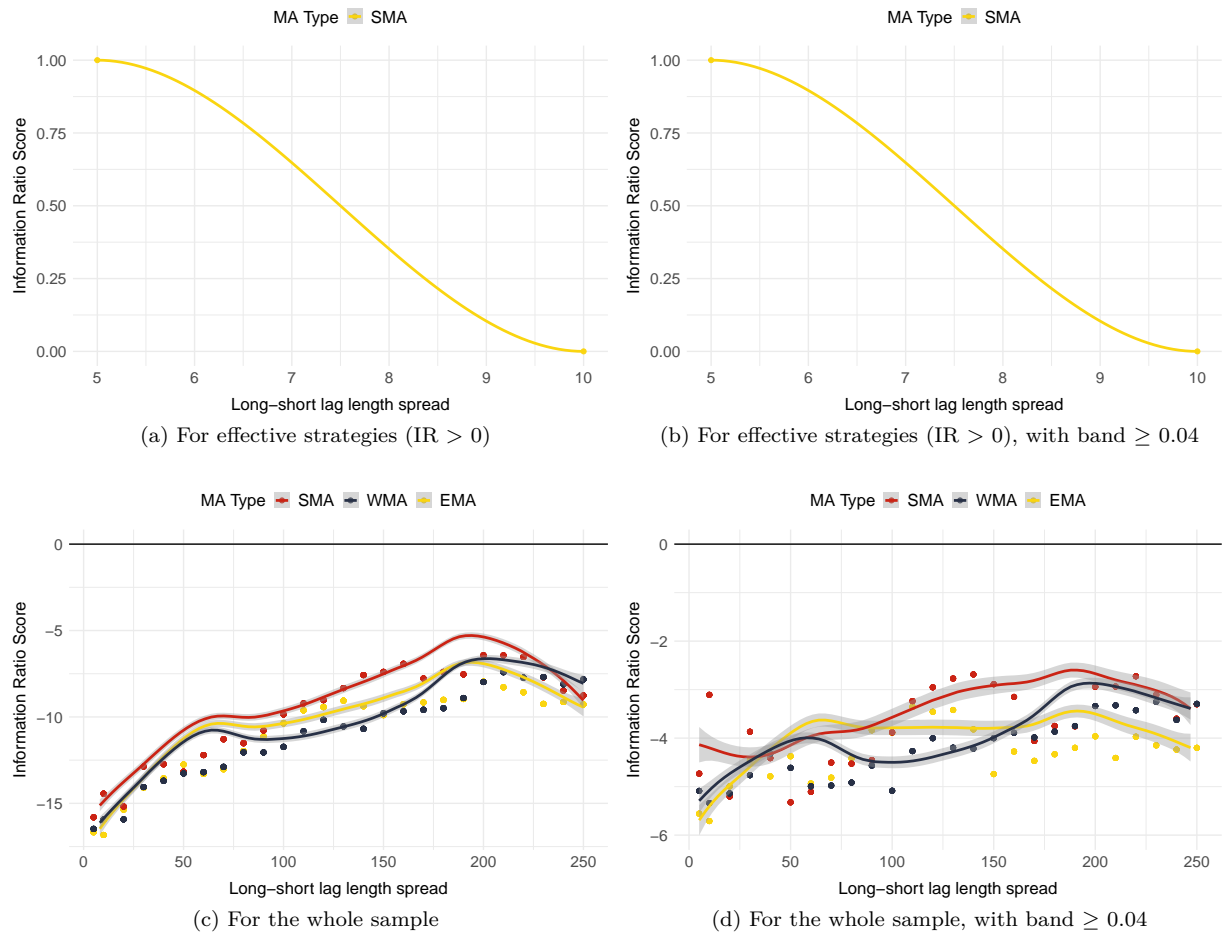 MA Type SMA
Information Ratio Score
1.00
0.75
0.50
0.25
0.00
5 6 7 8 9 10
Long−short lag length spread
(a) For effective strategies (IR > 0)
MA Type SMA
Information Ratio Score
1.00
0.75
0.50
0.25
0.00
5 6 7 8 9 10
Long−short lag length spread
(b) For effective strategies (IR > 0), with band ≥ 0.04
MA Type SMA WMA EMA
Information Ratio Score
0
−5
−10
−15
0 50 100 150 200 250
Long−short lag length spread
(c) For the whole sample
MA Type SMA WMA EMA
Information Ratio Score
0
−2
−4
−6
0 50 100 150 200 250
Long−short lag length spread
(d) For the whole sample, with band ≥ 0.04